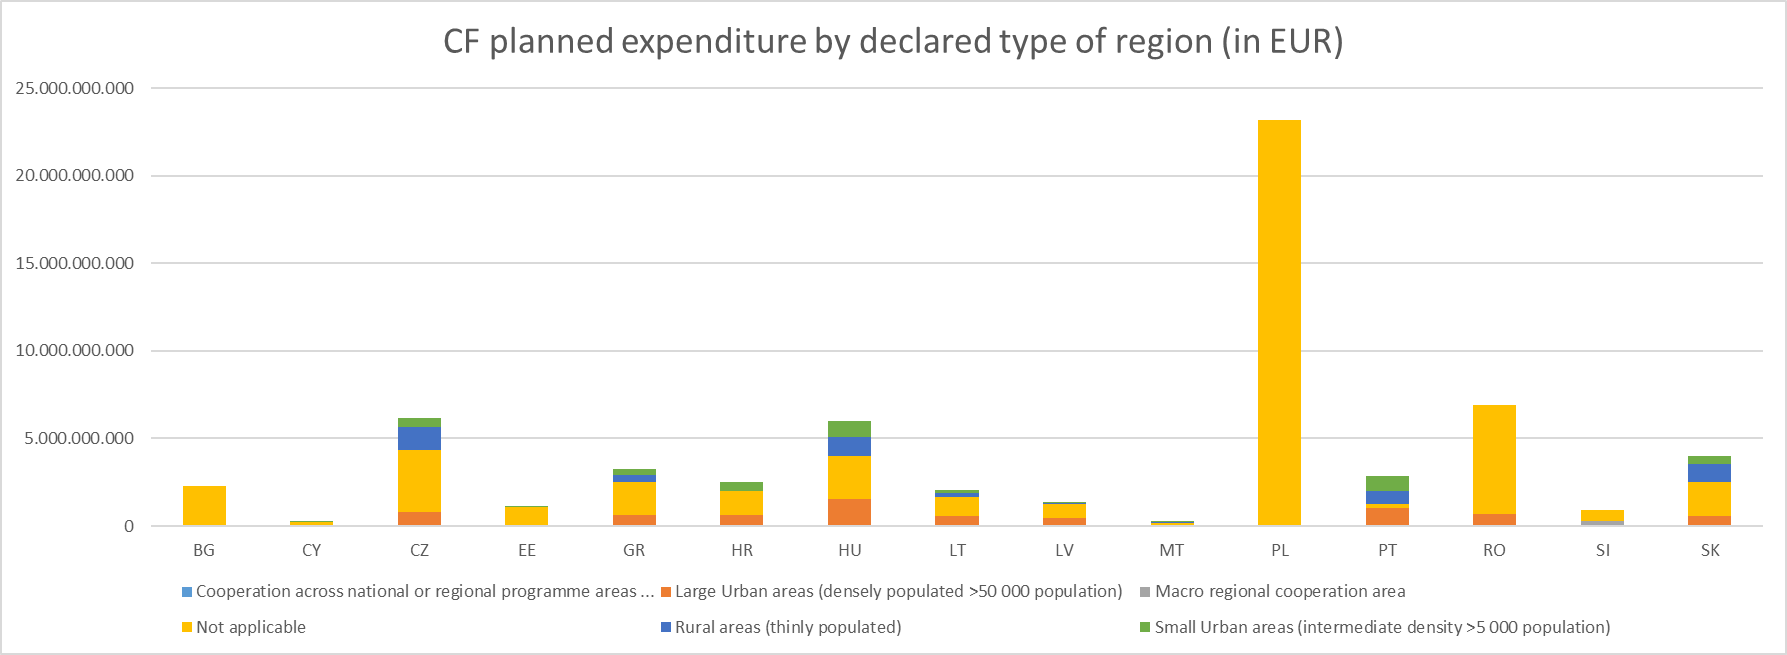 CF planned expenditure by declared type of region (in EUR)
25.000.000.000
20.000.000.000
15.000.000.000
10.000.000.000
5.000.000.000
0
BG CY CZ EE GR HR HU LT LV MT PL PT RO SI SK
Cooperation across national or regional programme areas ... Large Urban areas (densely populated >50 000 population) Macro regional cooperation area
Not applicable Rural areas (thinly populated) Small Urban areas (intermediate density >5 000 population)